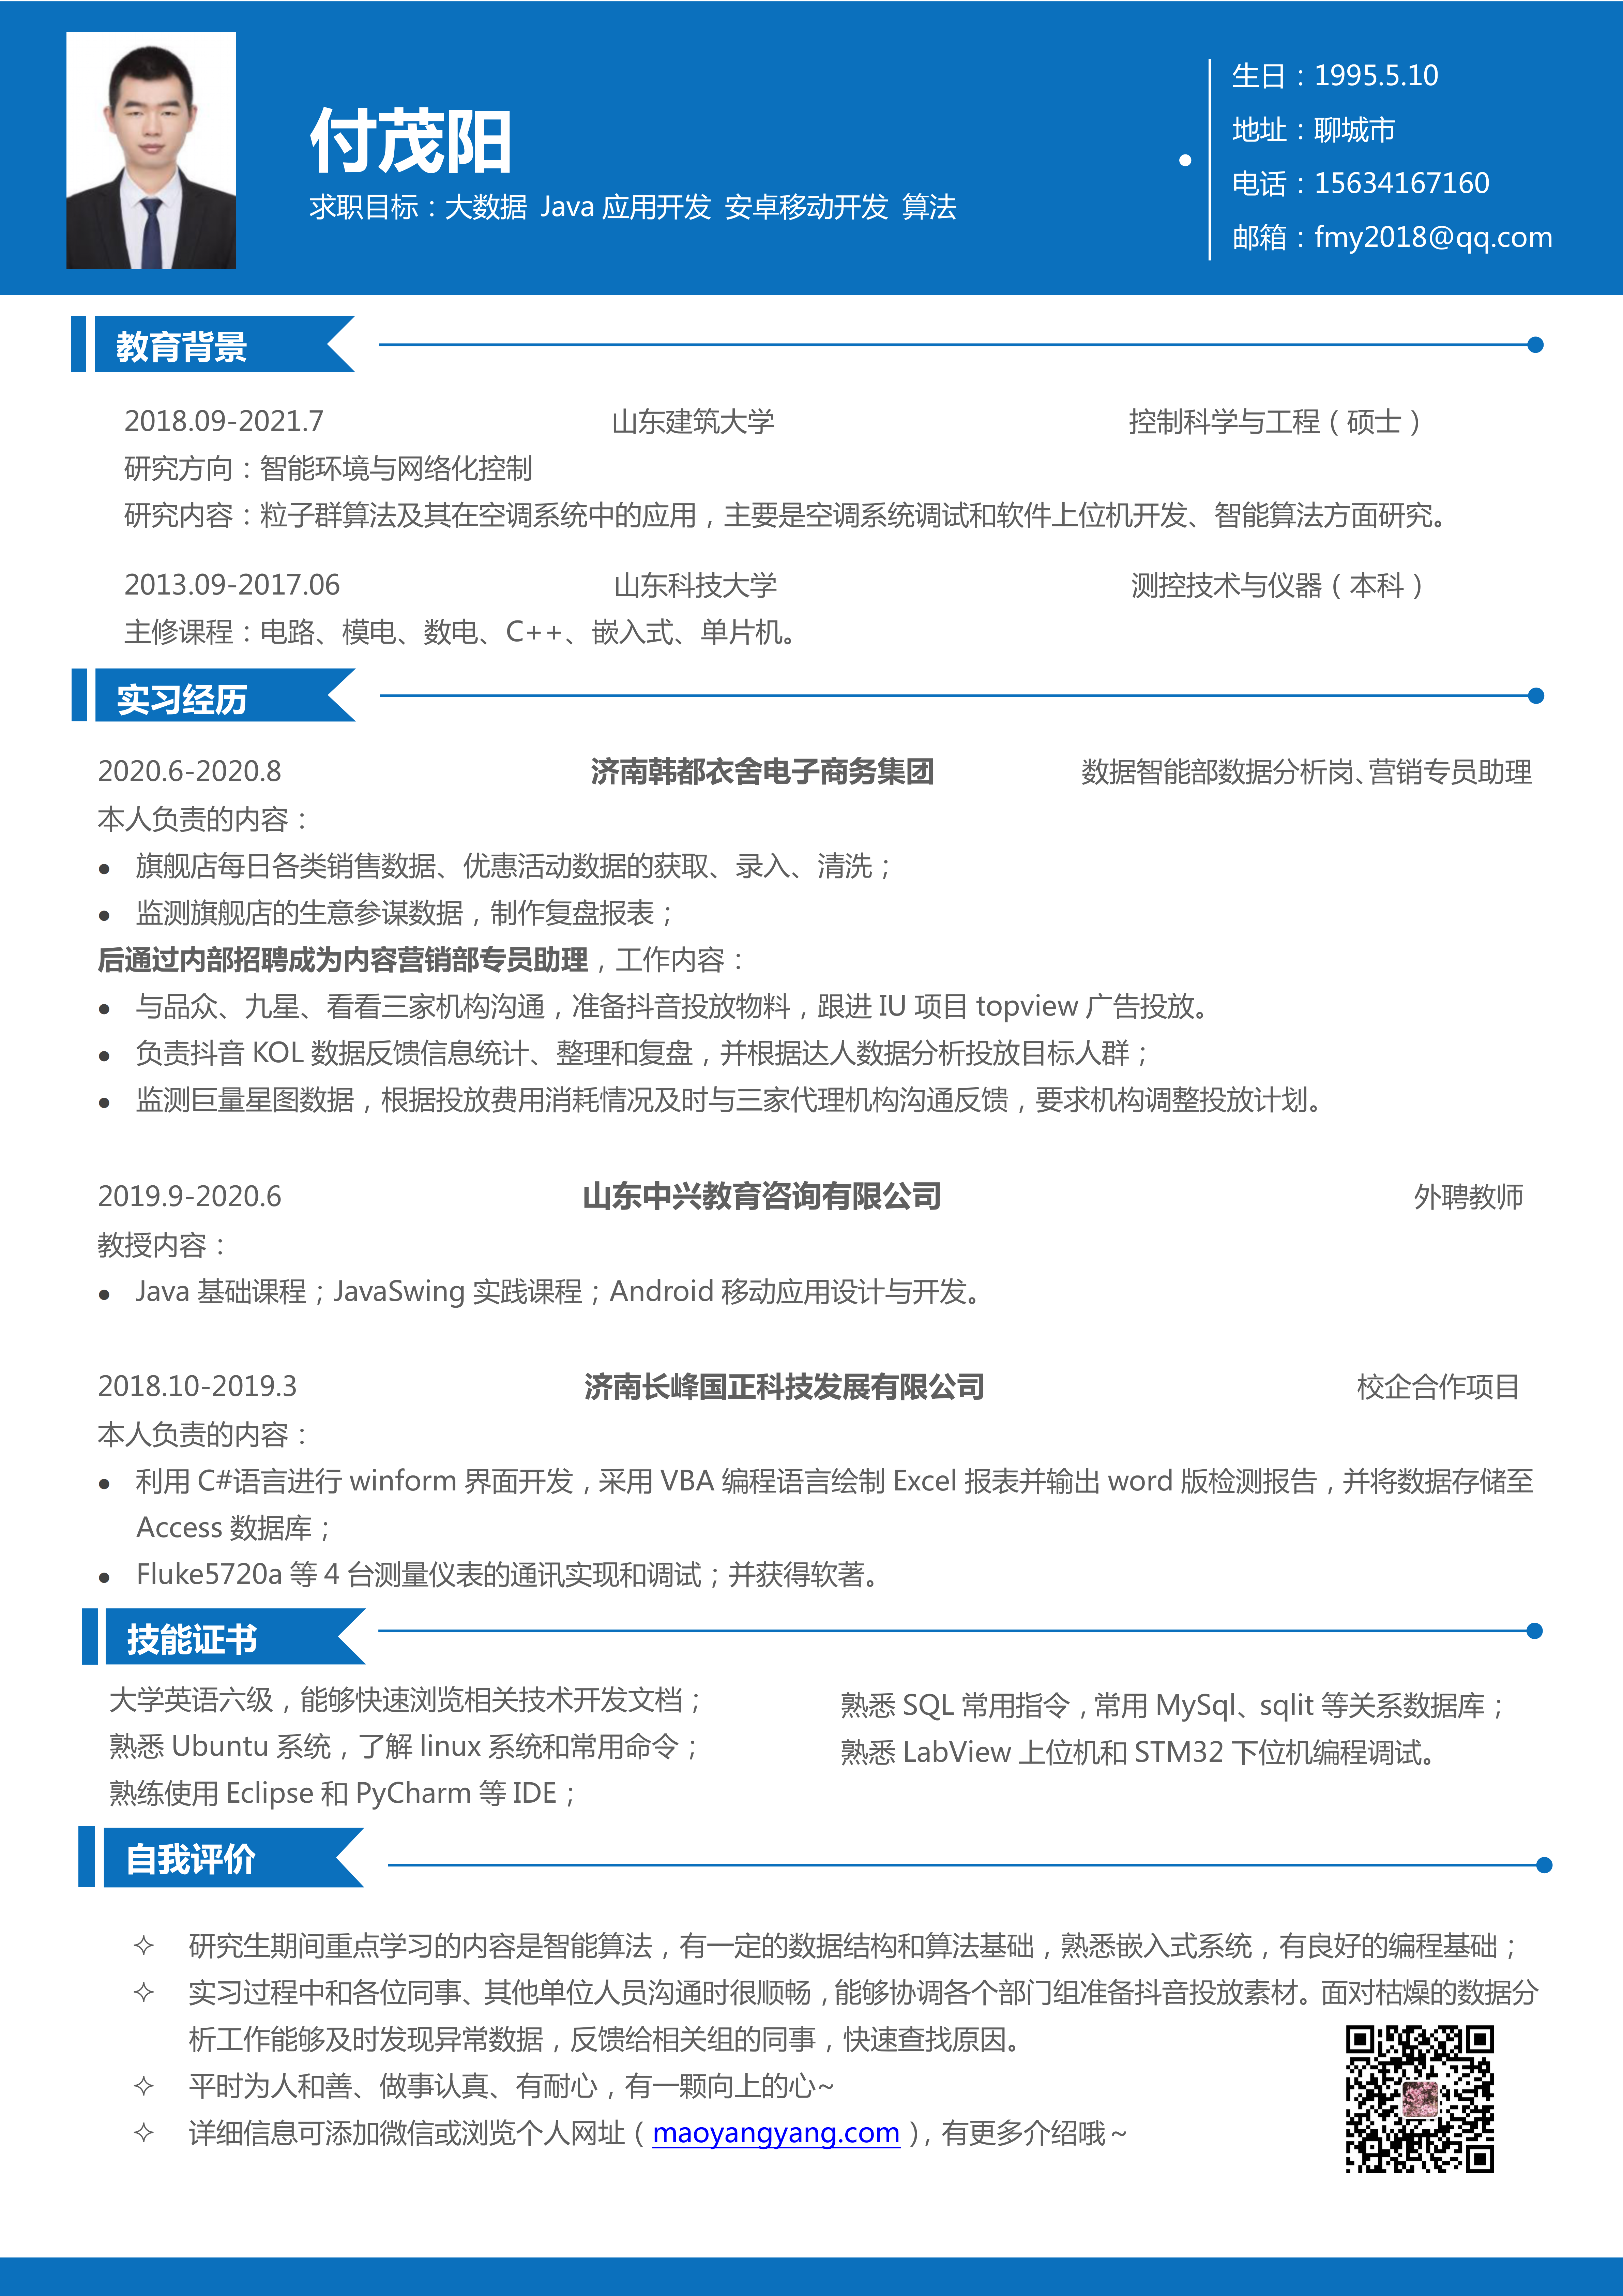 付茂阳
求职目标：大数据 Java 应用开发 安卓移动开发 算法
生日：1995.5.10
地址：聊城市
电话：15634167160
邮箱：fmy2018@qq.com
教育背景
2018.09-2021.7 山东建筑大学 控制科学与工程（硕士）
研究方向：智能环境与网络化控制
研究内容：粒子群算法及其在空调系统中的应用，主要是空调系统调试和软件上位机开发、智能算法方面研究。
2013.09-2017.06 山东科技大学 测控技术与仪器（本科）
主修课程：电路、模电、数电、C++、嵌入式、单片机。
实习经历
2020.6-2020.8 济南韩都衣舍电子商务集团 数据智能部数据分析岗、营销专员助理
本人负责的内容：
● 旗舰店每日各类销售数据、优惠活动数据的获取、录入、清洗；
● 监测旗舰店的生意参谋数据，制作复盘报表；
后通过内部招聘成为内容营销部专员助理，工作内容：
● 与品众、九星、看看三家机构沟通，准备抖音投放物料，跟进 IU 项目 topview 广告投放。
● 负责抖音 KOL 数据反馈信息统计、整理和复盘，并根据达人数据分析投放目标人群；
● 监测巨量星图数据，根据投放费用消耗情况及时与三家代理机构沟通反馈，要求机构调整投放计划。
2019.9-2020.6 山东中兴教育咨询有限公司 外聘教师
教授内容：
● Java 基础课程；JavaSwing 实践课程；Android 移动应用设计与开发。
2018.10-2019.3 济南长峰国正科技发展有限公司 校企合作项目
本人负责的内容：
● 利用 C#语言进行 winform 界面开发，采用 VBA 编程语言绘制 Excel 报表并输出 word 版检测报告，并将数据存储至
Access 数据库；
● Fluke5720a 等 4 台测量仪表的通讯实现和调试；并获得软著。
技能证书
大学英语六级，能够快速浏览相关技术开发文档；
熟悉 Ubuntu 系统，了解 linux 系统和常用命令；
熟练使用 Eclipse 和 PyCharm 等 IDE；
熟悉 SQL 常用指令，常用 MySql、sqlit 等关系数据库；
熟悉 LabView 上位机和 STM32 下位机编程调试。
自我评价
✧ 研究生期间重点学习的内容是智能算法，有一定的数据结构和算法基础，熟悉嵌入式系统，有良好的编程基础；
✧ 实习过程中和各位同事、其他单位人员沟通时很顺畅，能够协调各个部门组准备抖音投放素材。面对枯燥的数据分
析工作能够及时发现异常数据，反馈给相关组的同事，快速查找原因。
✧ 平时为人和善、做事认真、有耐心，有一颗向上的心~
✧ 详细信息可添加微信或浏览个人网址（maoyangyang.com），有更多介绍哦~